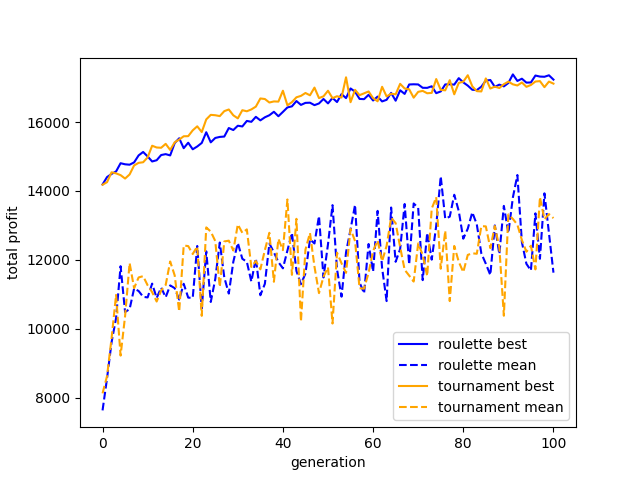 total profit
16000
14000
12000
10000
8000
0
20
40
60
80
100
generation
roulette best
roulette mean
tournament best
tournament mean